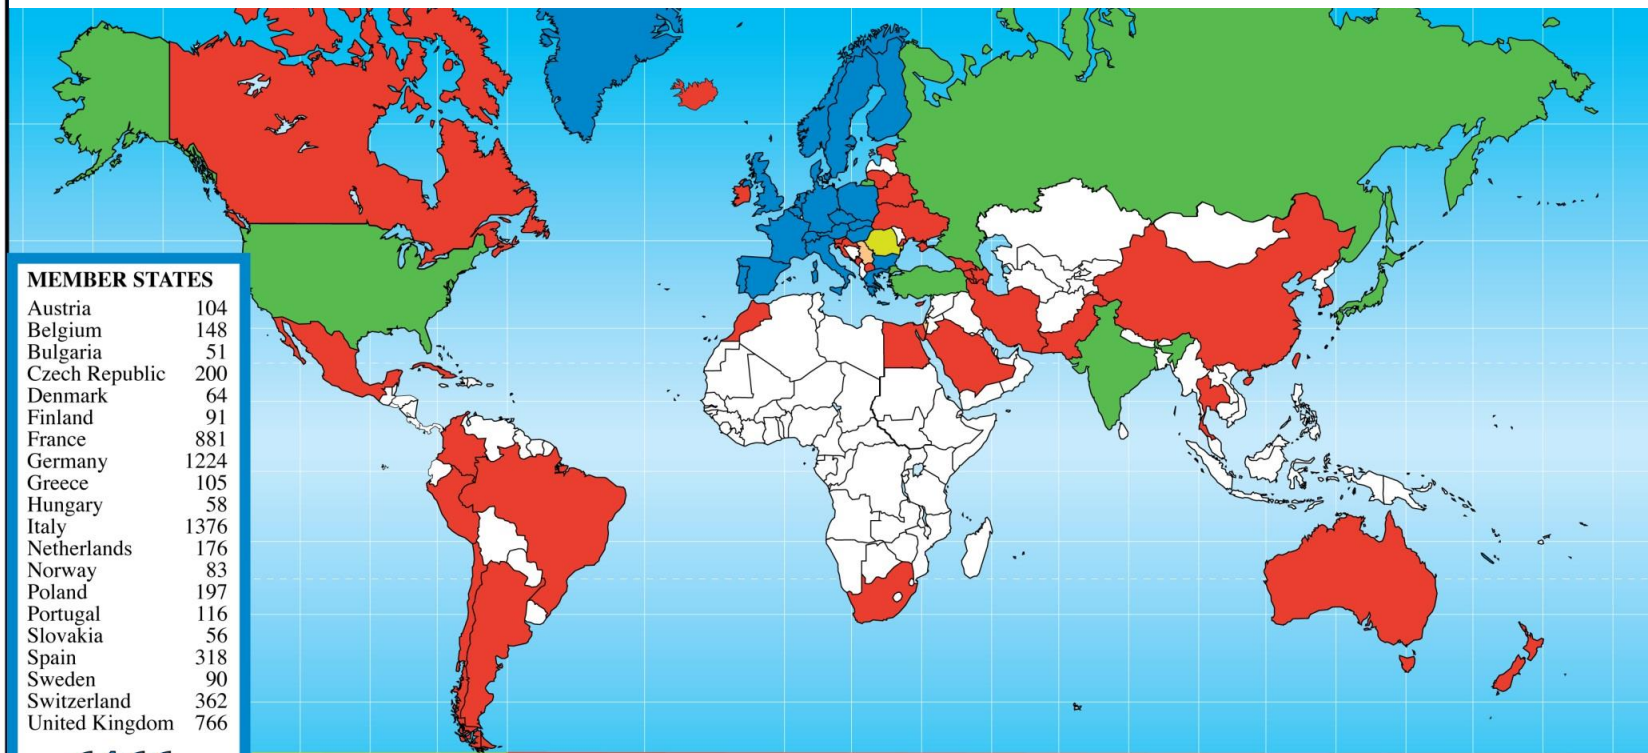 MEMBER STATES
Austria 104
Belgium 148
Bulgaria 51
Czech Republic 200
Denmark 64
Finland 91
France 881
Germany 1224
Greece 105
Hungary 58
Italy 1376
Netherlands 176
Norway 83
Poland 197
Portugal 116
Slovakia 56
Spain 318
Sweden 90
Switzerland 362
United Kingdom 766